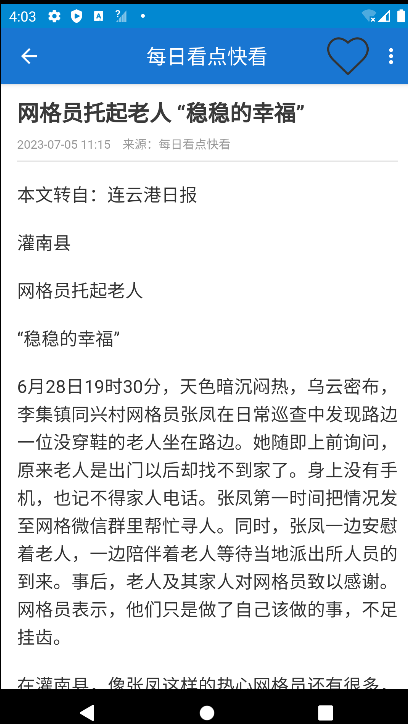 4:03
每日看点快看
网格员托起老人 “稳稳的幸福”
2023-07-05 11:15 来源：每日看点快看
本文转自：连云港日报
灌南县
网格员托起老人
“稳稳的幸福”
6月28日19时30分，天色暗沉闷热，乌云密布，
李集镇同兴村网格员张凤在日常巡查中发现路边
一位没穿鞋的老人坐在路边。她随即上前询问，
原来老人是出门以后却找不到家了。身上没有手
机，也记不得家人电话。张凤第一时间把情况发
至网格微信群里帮忙寻人。同时，张凤一边安慰
着老人，一边陪伴着老人等待当地派出所人员的
到来。事后，老人及其家人对网格员致以感谢。
网格员表示，他们只是做了自己该做的事，不足
挂齿。
在灌南县，像张凤这样的热心网格员还有很多，